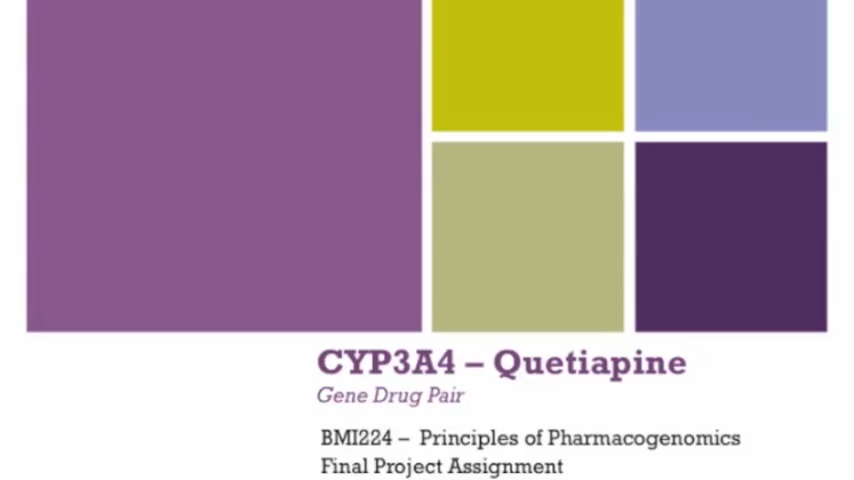 CYP3A4 – Quetiapine
Gene Drug Pair
BMI224 – Principles of Pharmacogenomics
Final Project Assignment